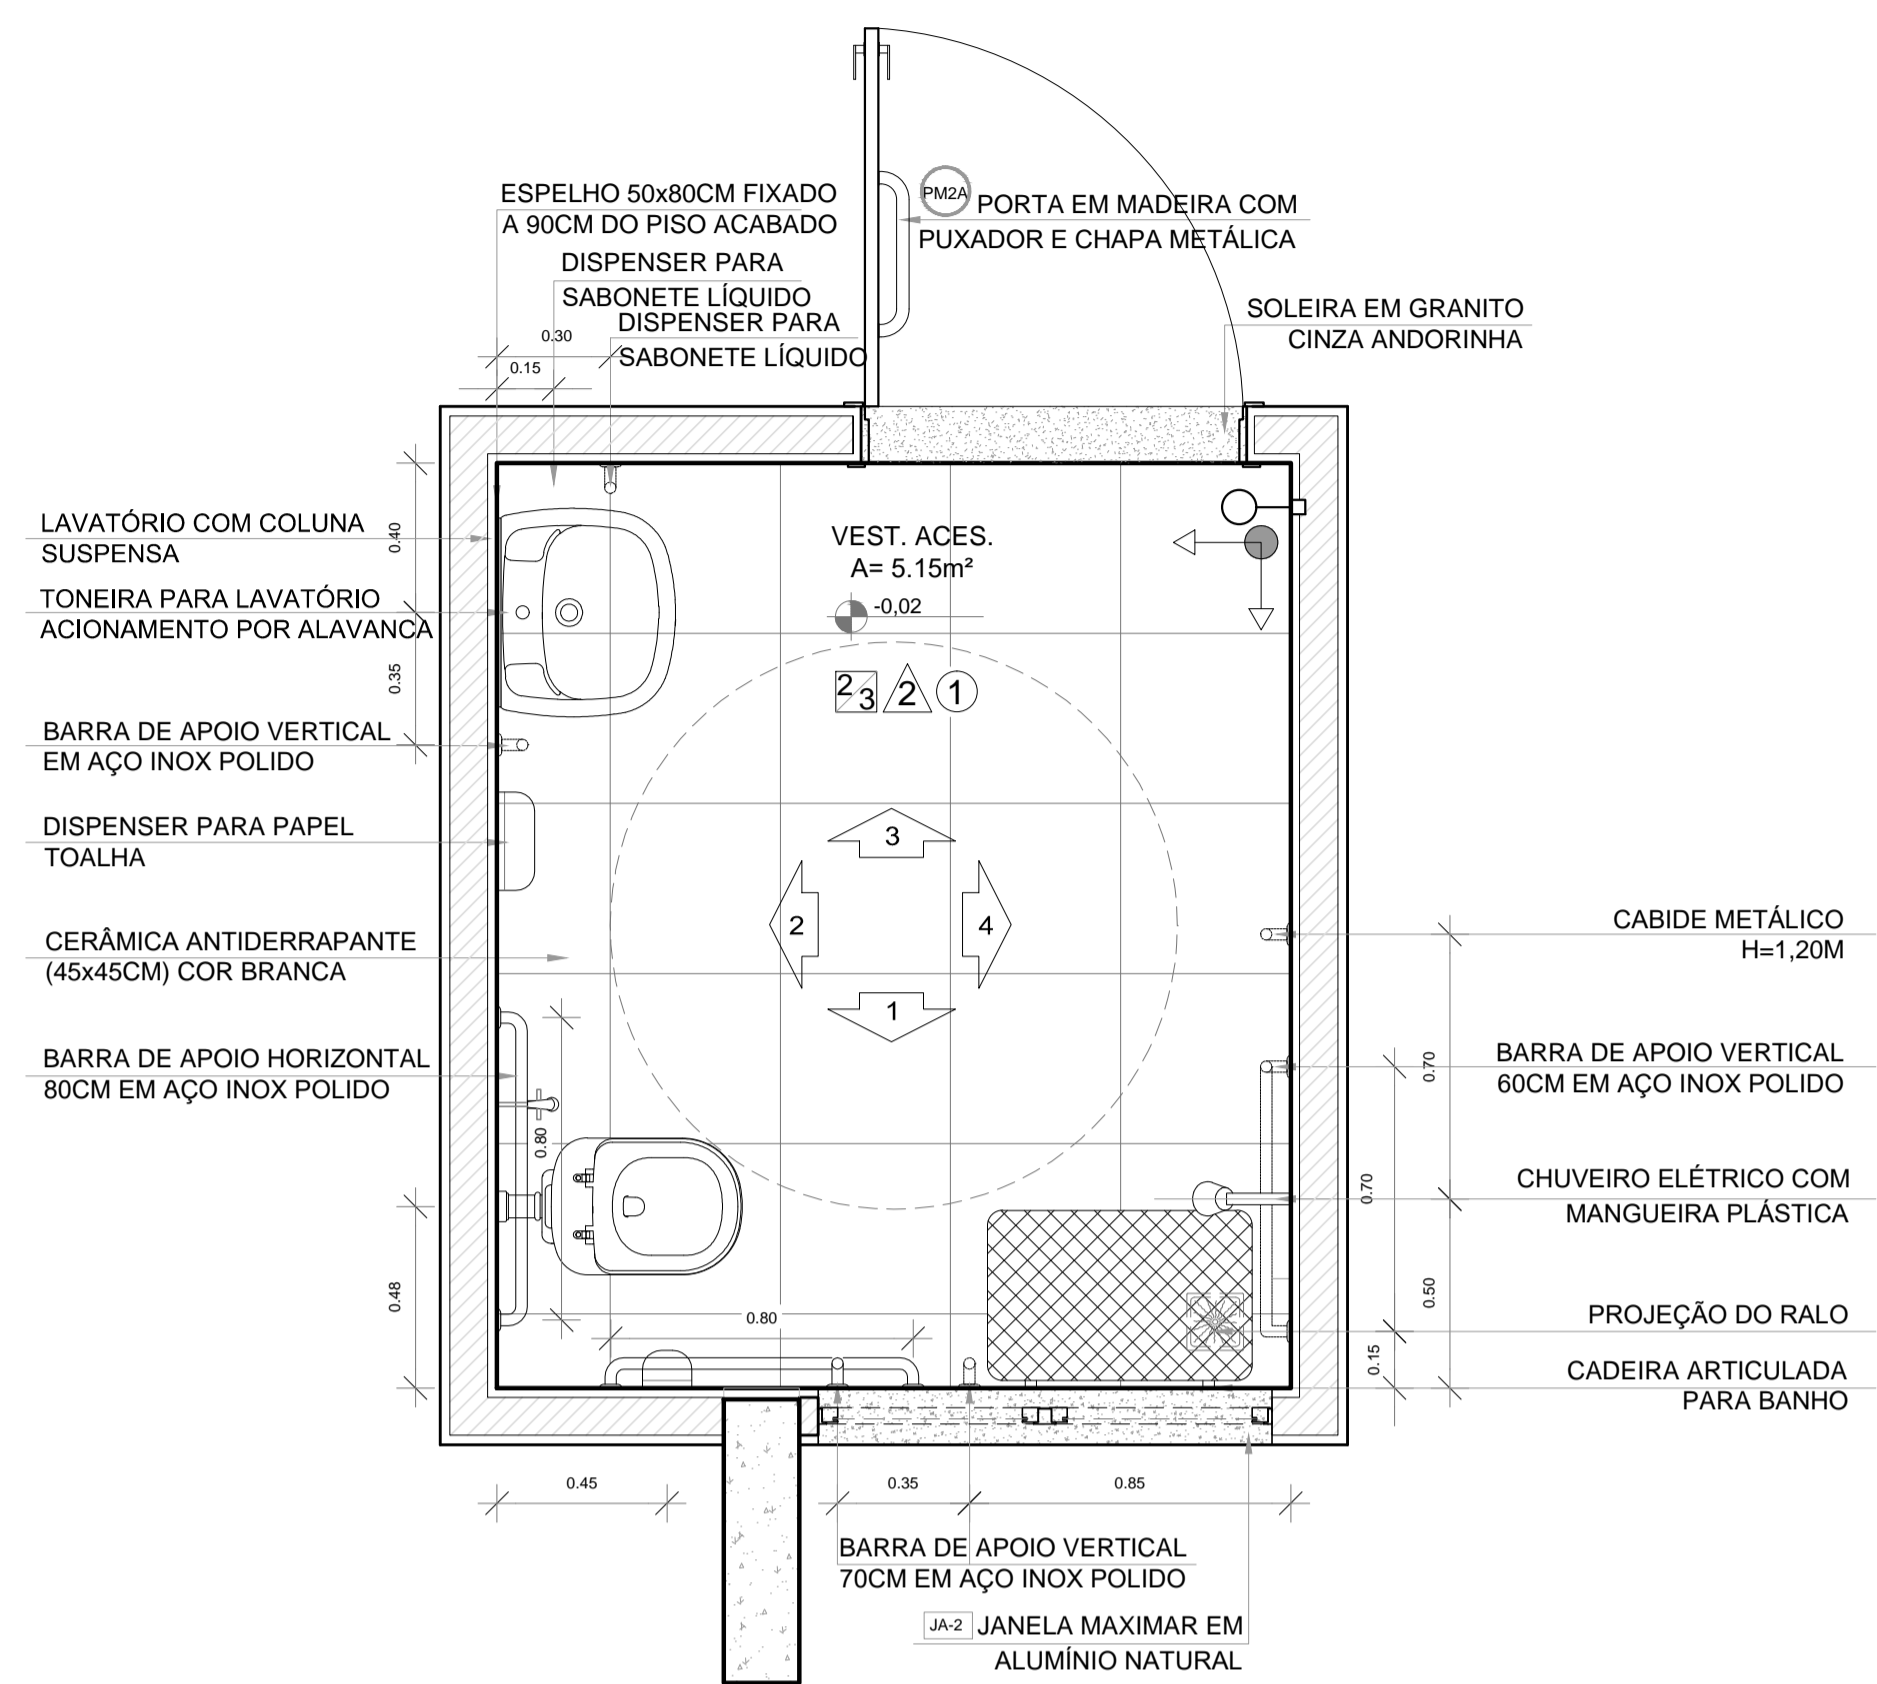 ESPELHO 50x80CM FIXADO
A 90CM DO PISO ACABADO
DISPENSER PARA
SABONETE LÍQUIDO
0.30
DISPENSER PARA
SABONETE LÍQUIDO
0.15
PM2A
PORTA EM MADEIRA COM
PUXADOR E CHAPA METÁLICA
SOLEIRA EM GRANITO
CINZA ANDORINHA
LAVATÓRIO COM COLUNA
SUSPENSA
0.40
TONEIRA PARA LAVATÓRIO
ACIONAMENTO POR ALAVANCA
0.35
BARRA DE APOIO VERTICAL
EM AÇO INOX POLIDO
DISPENSER PARA PAPEL
TOALHA
CERÂMICA ANTIDERRAPANTE
(45x45CM) COR BRANCA
BARRA DE APOIO HORIZONTAL
80CM EM AÇO INOX POLIDO
0.80
0.48
VEST. ACES.
A= 5.15m²
-0,02
2
3
2
1
3
2
4
1
0.80
CABIDE METÁLICO
H=1,20M
0.70
BARRA DE APOIO VERTICAL
60CM EM AÇO INOX POLIDO
0.70
CHUVEIRO ELÉTRICO COM
MANGUEIRA PLÁSTICA
0.50
PROJEÇÃO DO RALO
0.15
CADEIRA ARTICULADA
PARA BANHO
0.45
0.35
0.85
BARRA DE APOIO VERTICAL
70CM EM AÇO INOX POLIDO
JA-2
JANELA MAXIMAR EM
ALUMÍNIO NATURAL